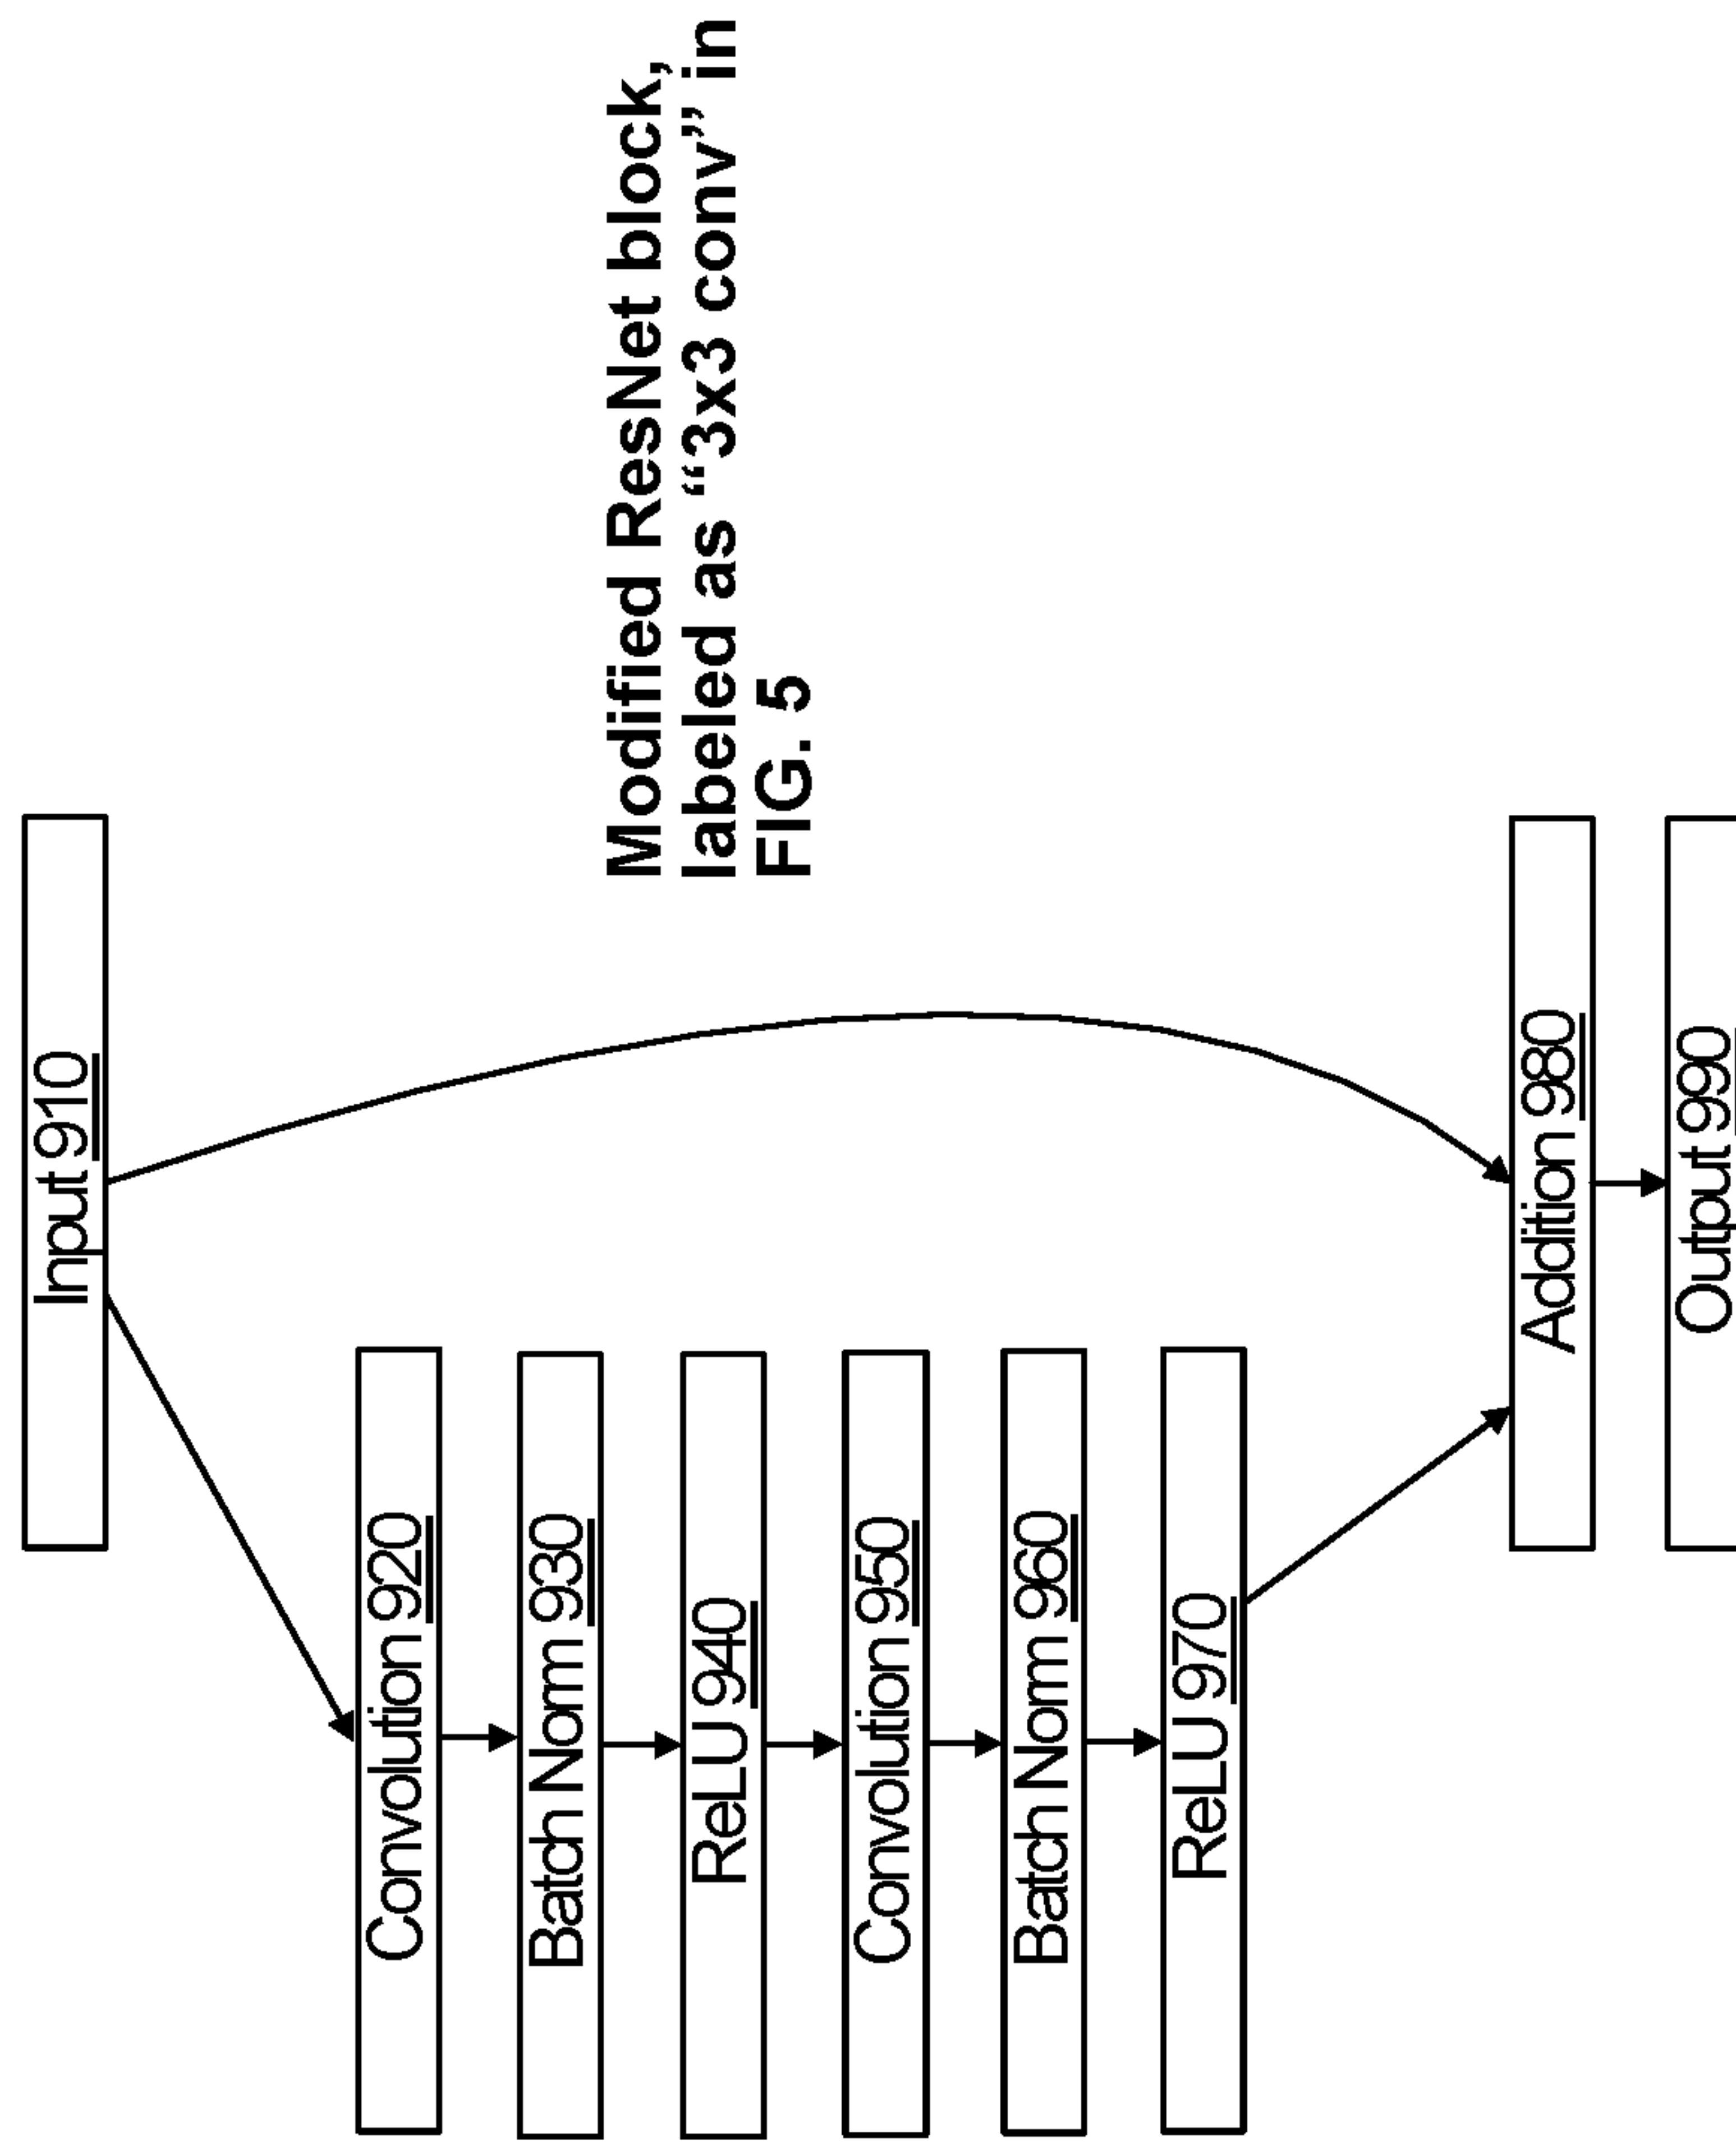 Input 910
Convolution 920
Batch Norm 930
ReLU 940
Convolution 950
Batch Norm 960
ReLU 970
Addition 980
Output 990
Modified ResNet block,
labeled as “3x3 conv” in
FIG. 5